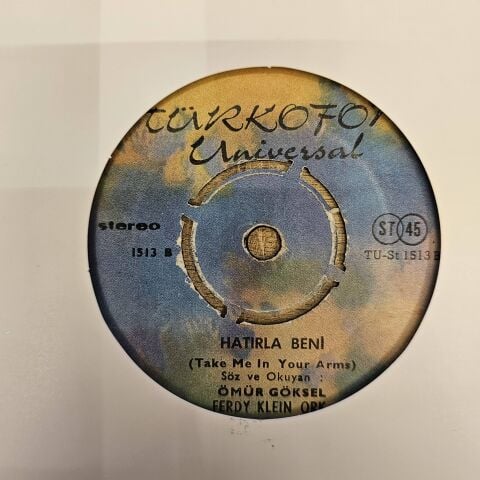 TÜRKOFO
Universal
stereo
ST 45
1513 B
TU-St 1513 B
HATIRLA BENİ
(Take Me In Your Arms)
Söz ve Okuyan :
ÖMÜR GÖKSEL
FERDY KLEIN ORK